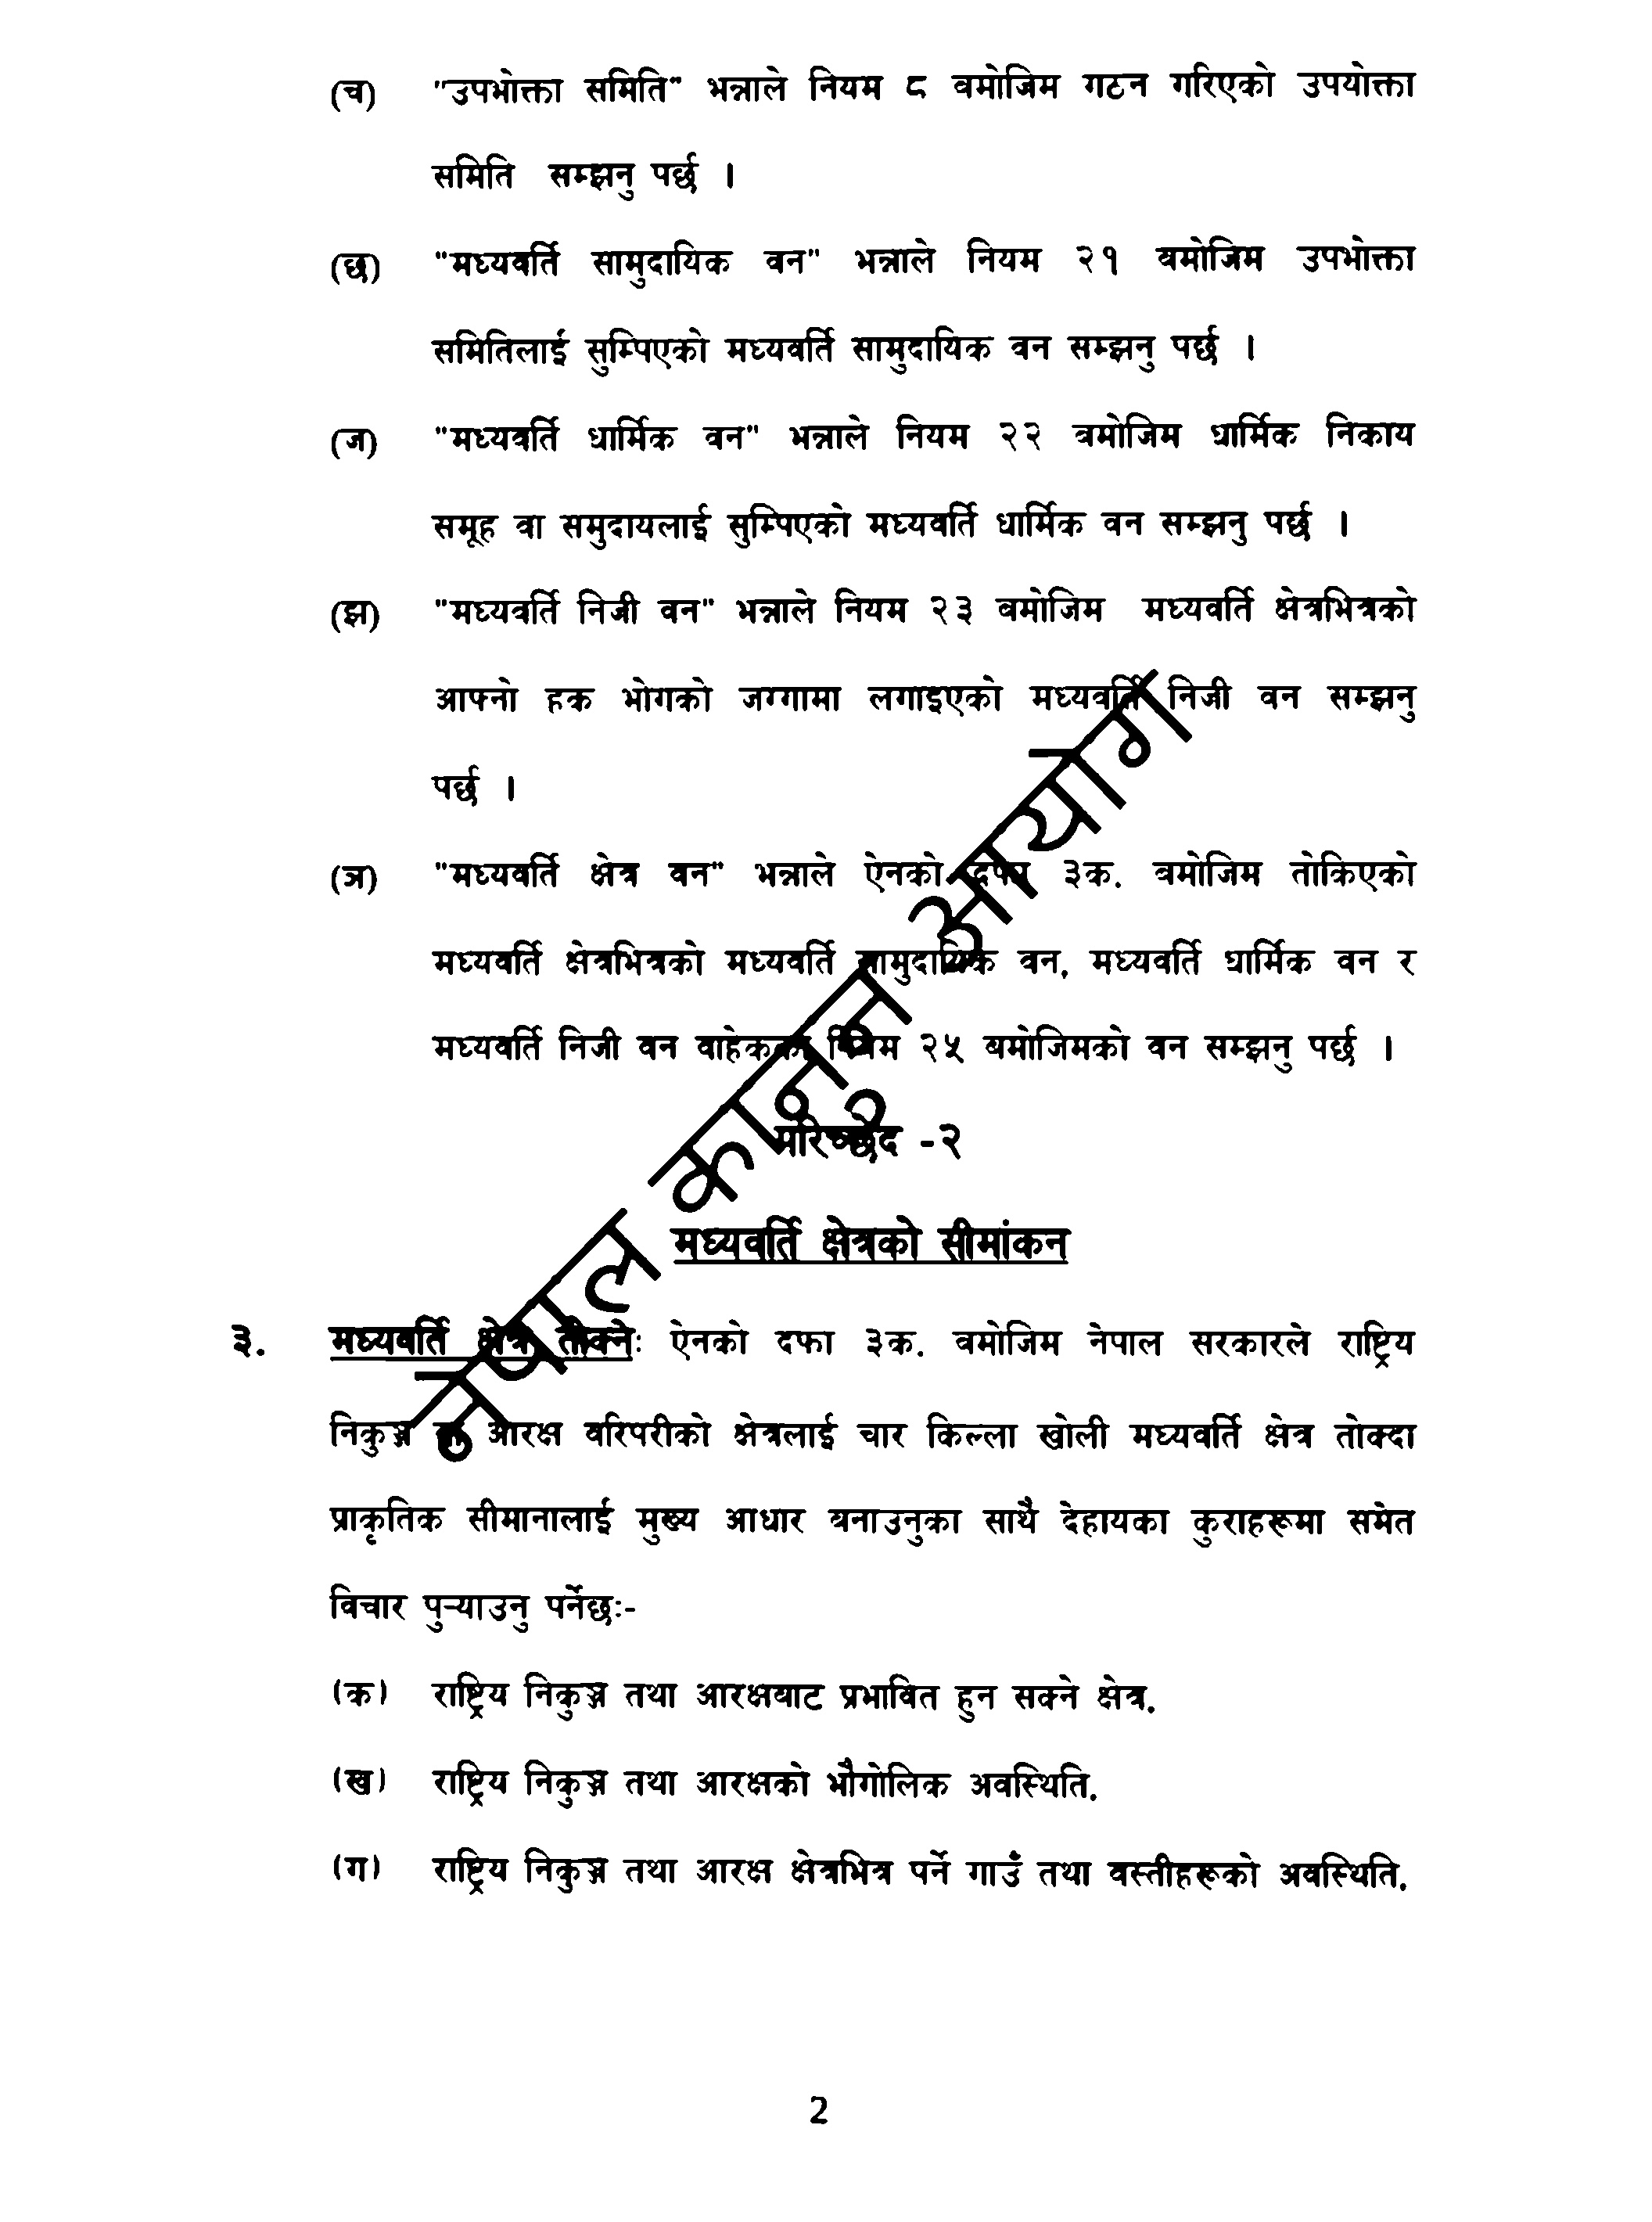 (च) "उपभोक्ता समिति" भन्नाले नियम ८ बमोजिम गटन गरिएको उपयोक्ता
समिति सम्झनु पर्छ ।
(छ) "मध्यवर्ति सामुदायिक वन" भन्नाले नियम २१ बमोजिम उपभोक्ता
समितिलाई सुम्पिएको मध्यवर्ति सामुदायिक वन सम्झनु पर्छ ।
(ज) "मध्यवर्ति धार्मिक वन" भन्नाले नियम २२ बमोजिम धार्मिक निकाय
समूह वा समुदायलाई सुम्पिएको मध्यवर्ति धार्मिक वन सम्झनु पर्छ ।
(झ) "मध्यवर्ति निजी वन" भन्नाले नियम २३ बमोजिम मध्यवर्ति क्षेत्रभित्रको
आफ्नो हक भोगको जग्गामा लगाइएको मध्यवर्ति निजी वन सम्झनु
पर्छ ।
(ञ) "मध्यवर्ति क्षेत्र वन" भन्नाले ऐनको दफा ३क. बमोजिम तोकिएको
मध्यवर्ति क्षेत्रभित्रको मध्यवर्ति सामुदायिक वन, मध्यवर्ति धार्मिक वन र
मध्यवर्ति निजी वन बाहेकका नियम २५ बमोजिमको वन सम्झनु पर्छ ।
परिच्छेद -२
मध्यवर्ति क्षेत्रको सीमांकन
३. मध्यवर्ति क्षेत्र तोक्ने: ऐनको दफा ३क. बमोजिम नेपाल सरकारले राष्ट्रिय
निकुञ्ज वा आरक्ष वरिपरीको क्षेत्रलाई चार किल्ला खोली मध्यवर्ति क्षेत्र तोक्दा
प्राकृतिक सीमानालाई मुख्य आधार बनाउनुका साथै देहायका कुराहरूमा समेत
विचार पुर्‍याउनु पर्नेछः-
(क) राष्ट्रिय निकुञ्ज तथा आरक्षबाट प्रभावित हुन सक्ने क्षेत्र,
(ख) राष्ट्रिय निकुञ्ज तथा आरक्षको भौगोलिक अवस्थिति,
(ग) राष्ट्रिय निकुञ्ज तथा आरक्ष क्षेत्रभित्र पर्ने गाउँ तथा वस्तीहरूको अवस्थिति,
नेपाल कानून आयोग
2